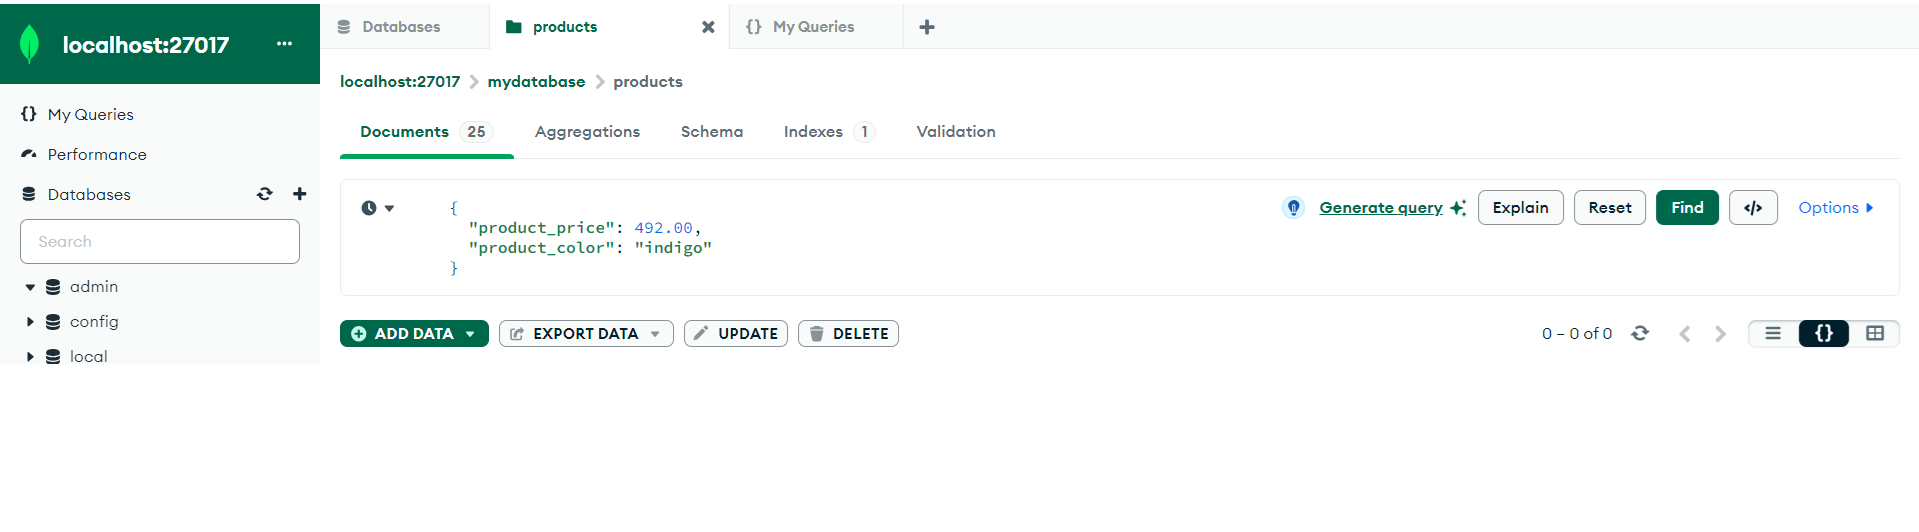 localhost:27017 ...
My Queries
Performance
Databases
Search
admin
config
local
Databases
products
{} My Queries
localhost:27017 > mydatabase > products
Documents 25
Aggregations
Schema
Indexes 1
Validation
{
"product_price": 492.00,
"product_color": "indigo"
}
Generate query
Explain
Reset
Find
</>
Options
ADD DATA
EXPORT DATA
UPDATE
DELETE
0 – 0 of 0
{}